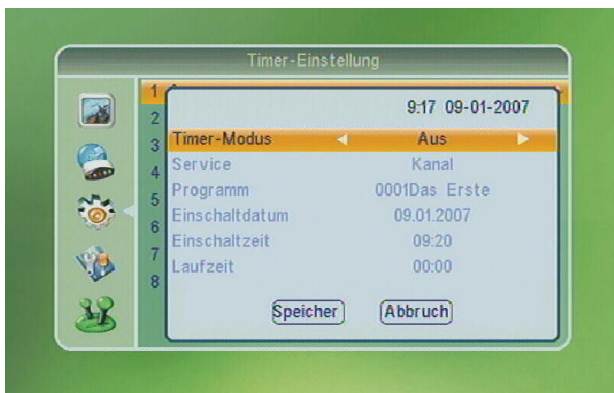 Timer-Einstellung
9:17 09-01-2007
1
2
3
4
5
6
7
8
Timer-Modus Aus
Service Kanal
Programm 0001Das Erste
Einschaltdatum 09.01.2007
Einschaltzeit 09:20
Laufzeit 00:00
Speicher Abbruch